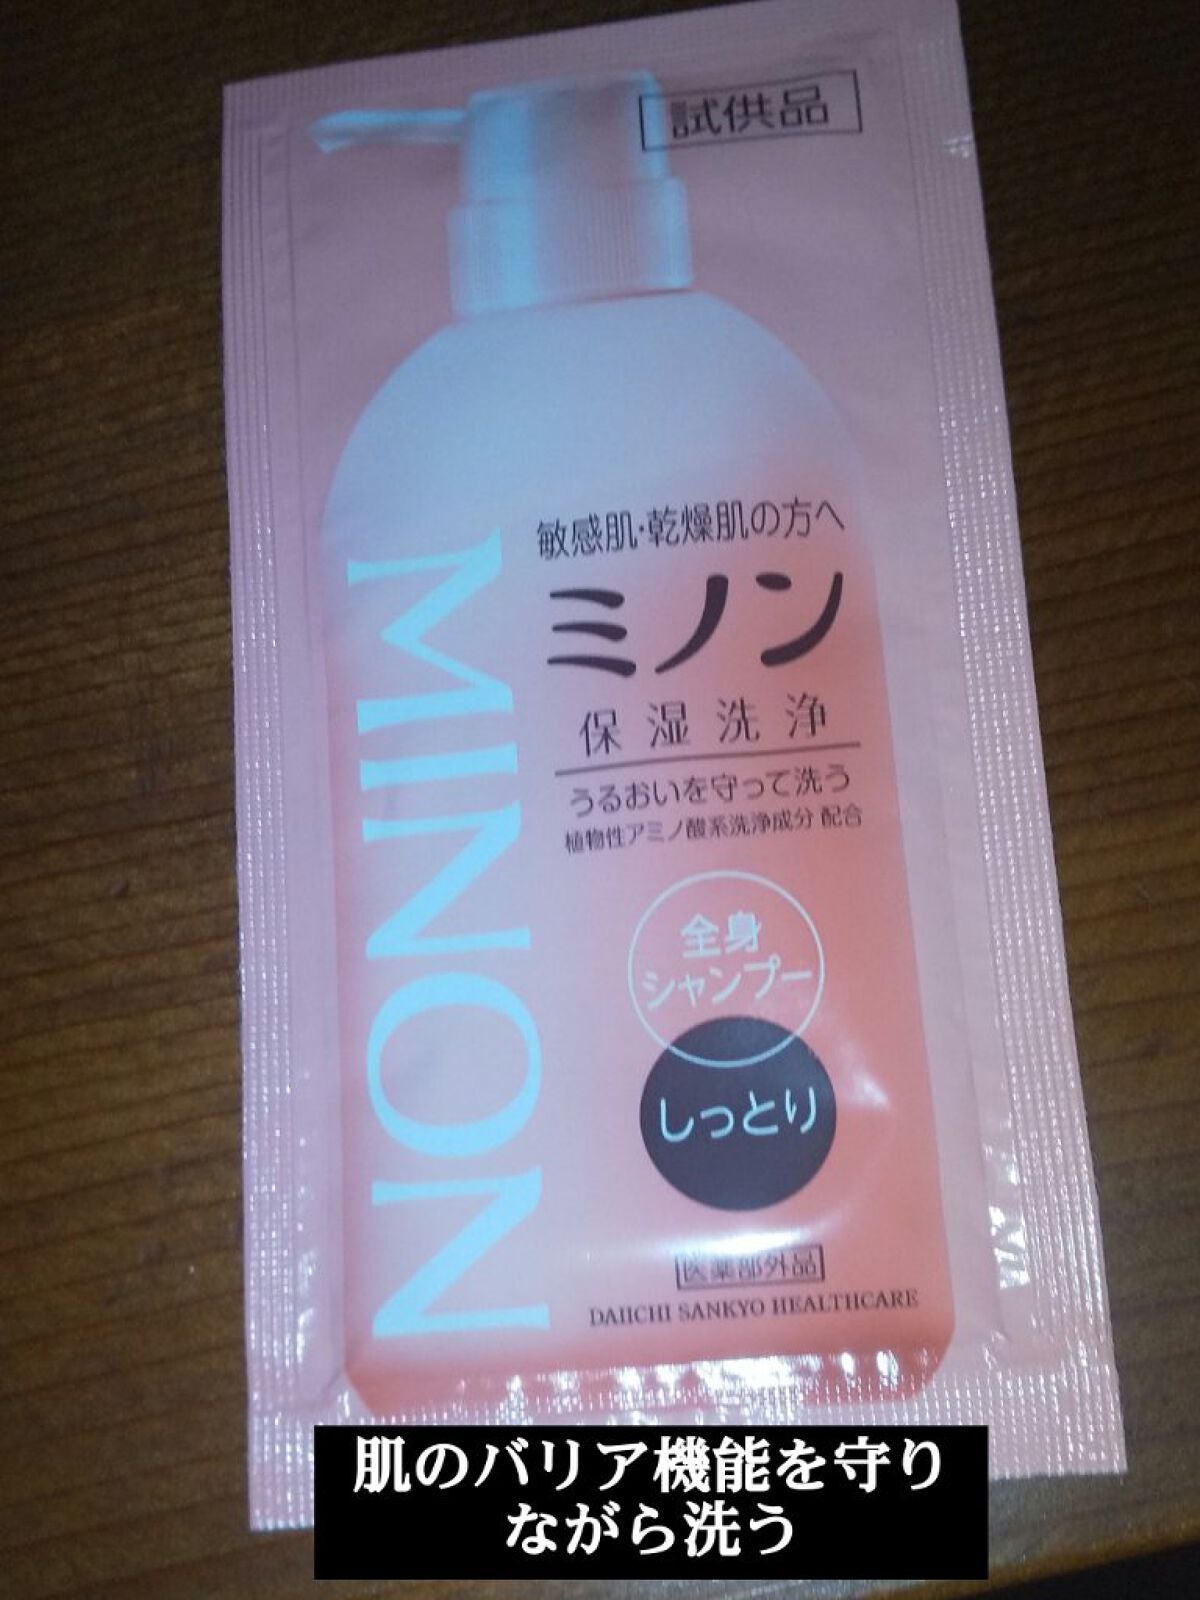 試供品
敏感肌・乾燥肌の方へ
ミノン
保湿洗浄
うるおいを守って洗う
植物性アミノ酸系洗浄成分 配合
MINON
全身
シャンプー
しっとり
医薬部外品
DAIICHI SANKYO HEALTHCARE
肌のバリア機能を守り
ながら洗う